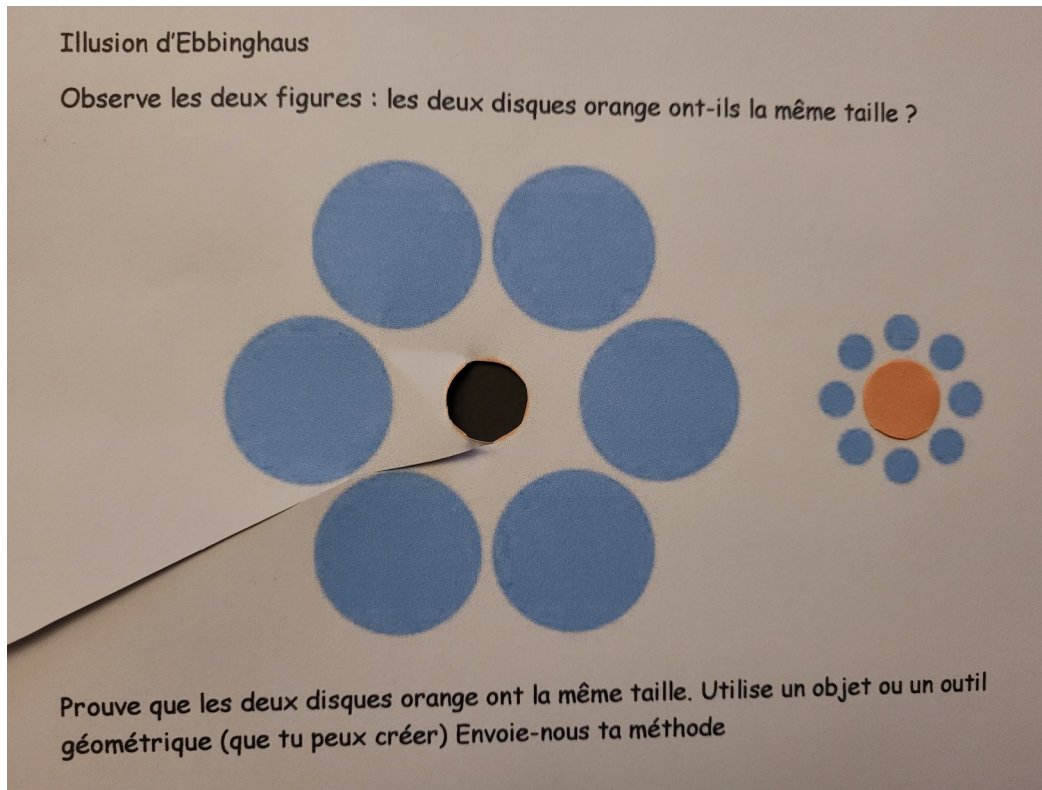 Illusion d'Ebbinghaus
Observe les deux figures : les deux disques orange ont-ils la même taille ?
Prouve que les deux disques orange ont la même taille. Utilise un objet ou un outil
géométrique (que tu peux créer) Envoie-nous ta méthode